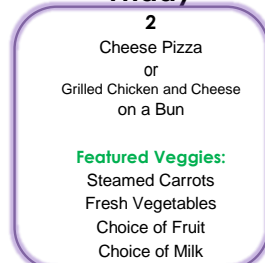 2
Cheese Pizza
or
Grilled Chicken and Cheese
on a Bun
Featured Veggies:
Steamed Carrots
Fresh Vegetables
Choice of Fruit
Choice of Milk